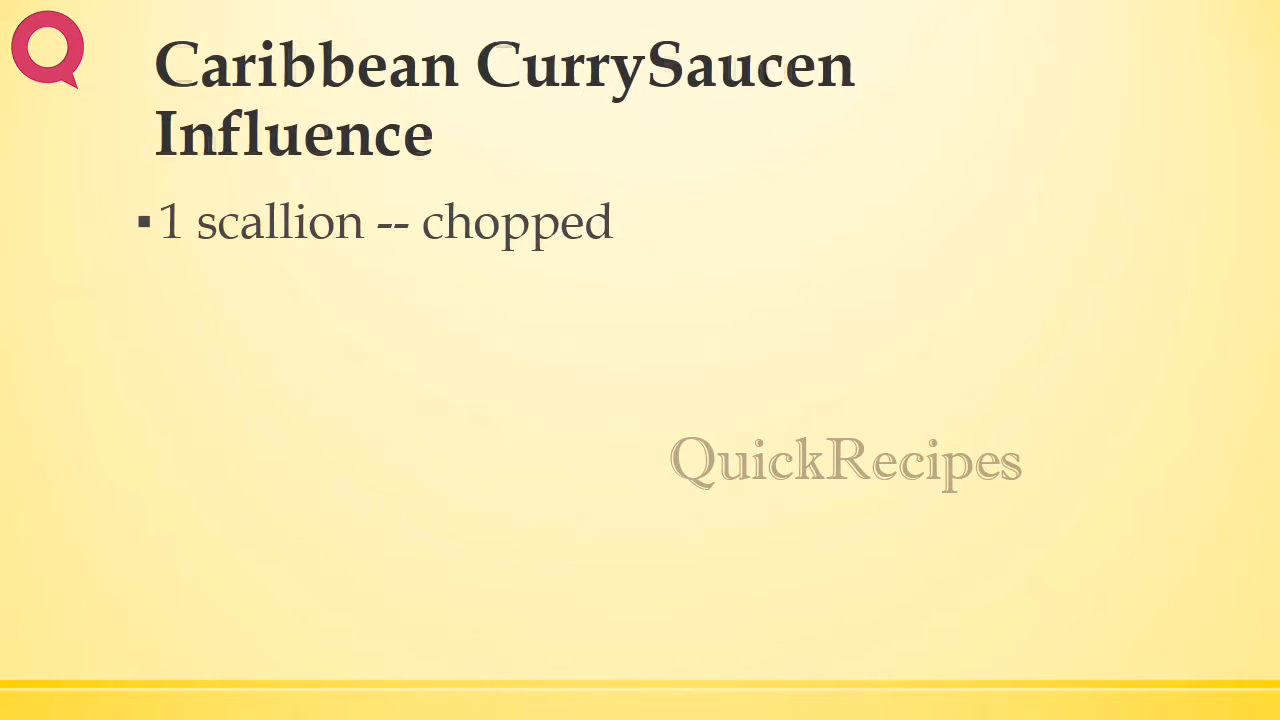 Caribbean CurrySaucen
Influence
▪1 scallion -- chopped
QuickRecipes